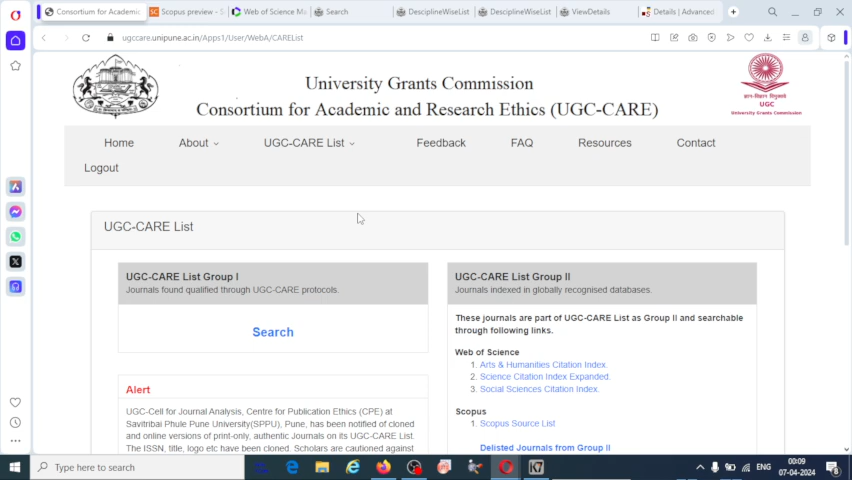 Consortium for Academic
Scopus preview - S
Web of Science M
Search
DisciplineWiseList
DisciplineWiseList
ViewDetails
Details | Advanced
ugccare.unipune.ac.in/Apps1/User/WebA/CAREList
University Grants Commission
Consortium for Academic and Research Ethics (UGC-CARE)
UGC
University Grants Commission
Home
About
UGC-CARE List
Feedback
FAQ
Resources
Contact
Logout
UGC-CARE List
UGC-CARE List Group I
Journals found qualified through UGC-CARE protocols.
Search
Alert
UGC-Cell for Journal Analysis, Centre for Publication Ethics (CPE) at
Savitribai Phule Pune University(SPPU), Pune, has been notified of cloned
and online versions of print-only, authentic Journals on its UGC-CARE List.
The ISSN, title, logo etc have been cloned. Scholars are cautioned against
UGC-CARE List Group II
Journals indexed in globally recognised databases.
These journals are part of UGC-CARE List as Group II and searchable
through following links.
Web of Science
1. Arts & Humanities Citation Index.
2. Science Citation Index Expanded.
3. Social Sciences Citation Index.
Scopus
1. Scopus Source List
Delisted Journals from Group II
Type here to search
K7
ENG
00:09
07-04-2024